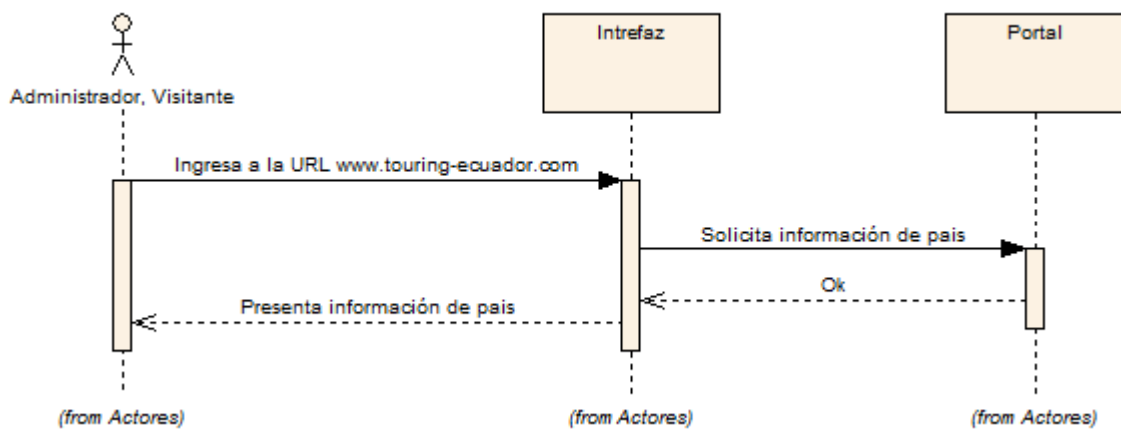 Intrefaz
Portal
Administrador, Visitante
Ingresa a la URL www.touring-ecuador.com
Solicita información de pais
Ok
Presenta información de pais
(from Actores)
(from Actores)
(from Actores)